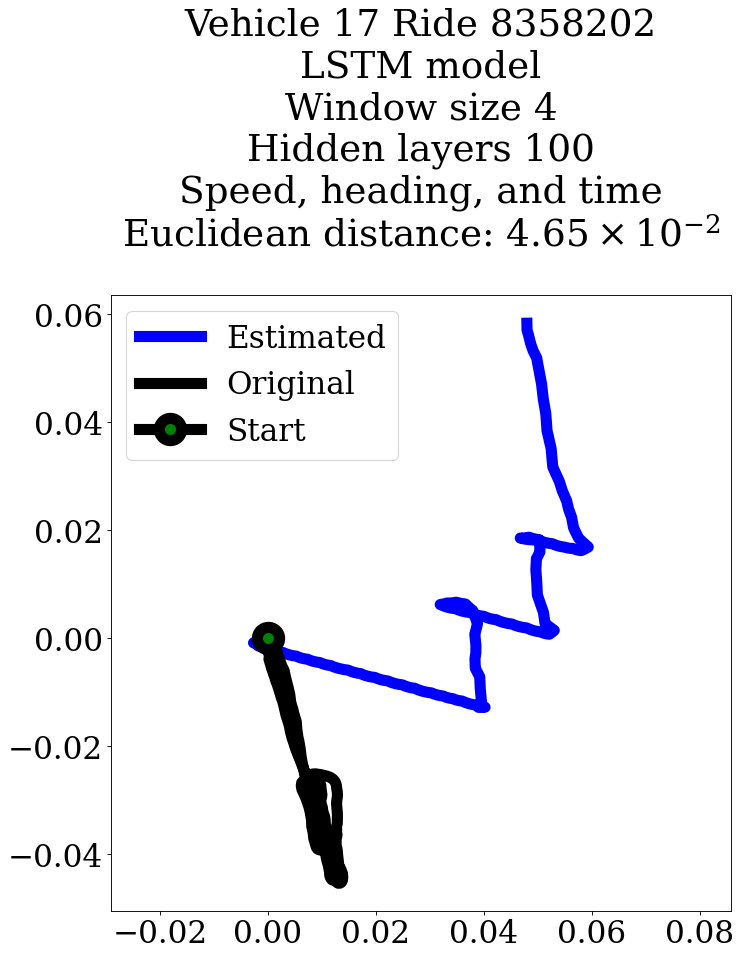 Vehicle 17 Ride 8358202
LSTM model
Window size 4
Hidden layers 100
Speed, heading, and time
Euclidean distance: 4.65 × 10⁻²
Estimated
Original
Start
0.06
0.04
0.02
0.00
−0.02
−0.04
−0.02 0.00 0.02 0.04 0.06 0.08